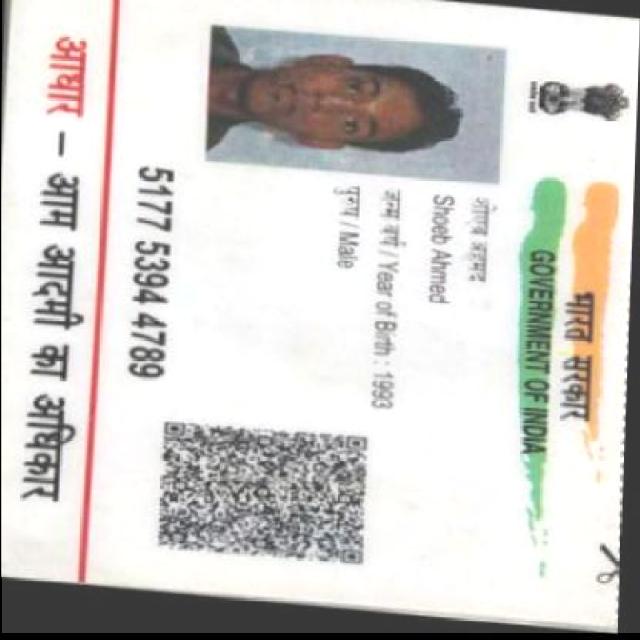 भारत सरकार
GOVERNMENT OF INDIA
शोएब अहमद
Shoeb Ahmed
जन्म वर्ष / Year of Birth : 1993
पुरुष / Male
5177 5394 4789
आधार – आम आदमी का अधिकार